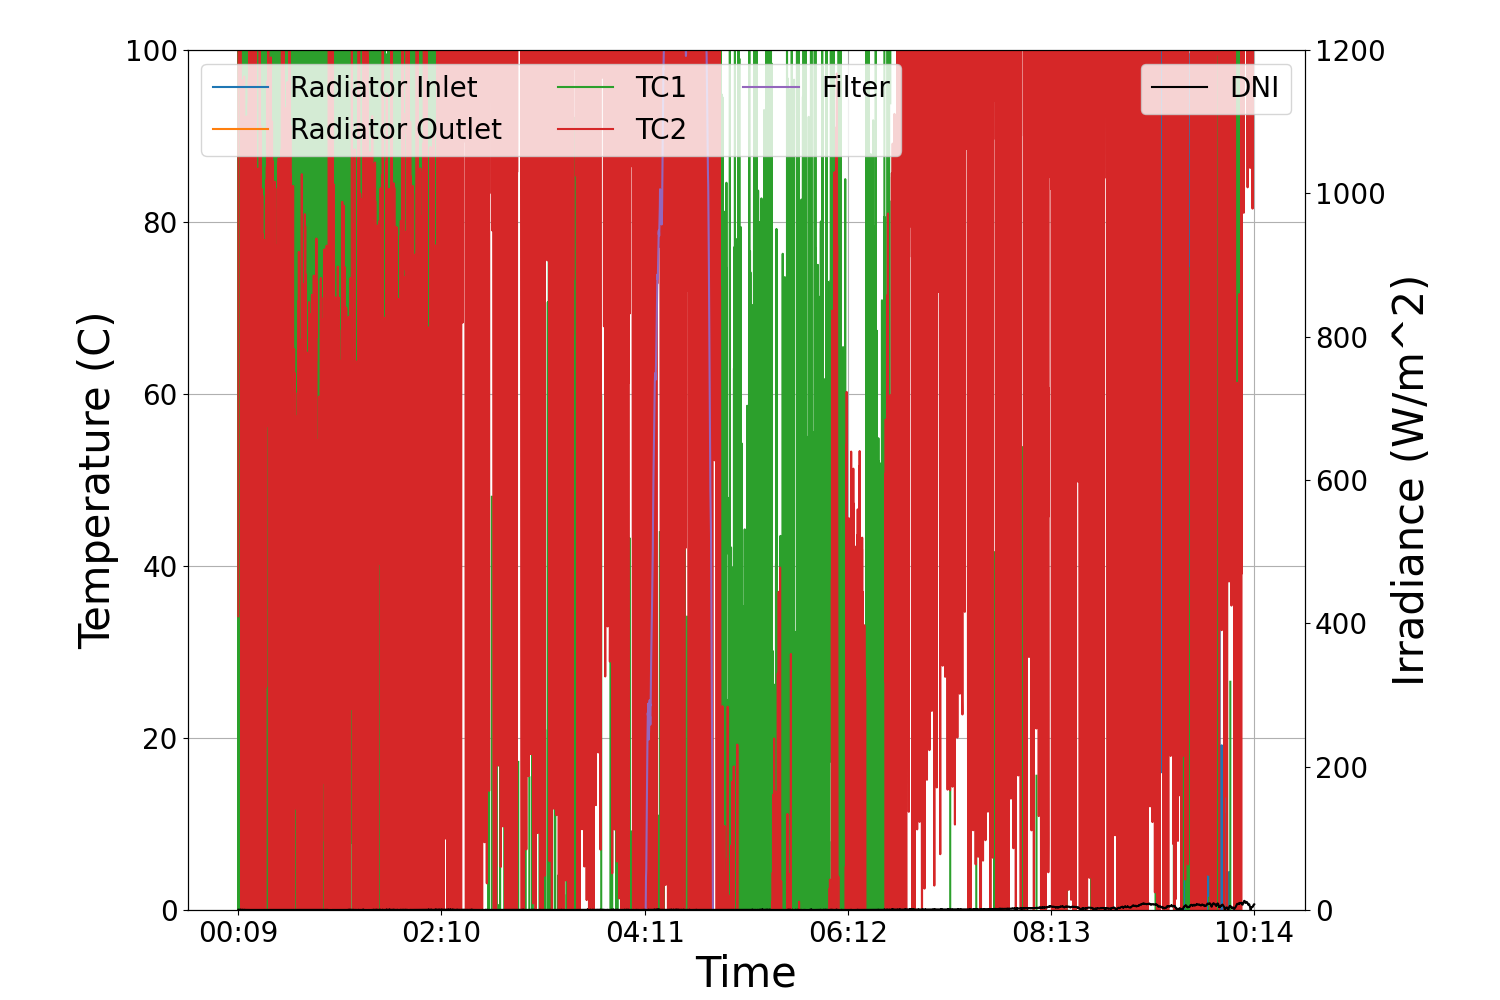 100
80
60
40
20
0
Temperature (C)
Radiator Inlet
Radiator Outlet
TC1
TC2
Filter
DNI
1200
1000
800
600
400
200
0
Irradiance (W/m^2)
00:09
02:10
04:11
06:12
08:13
10:14
Time